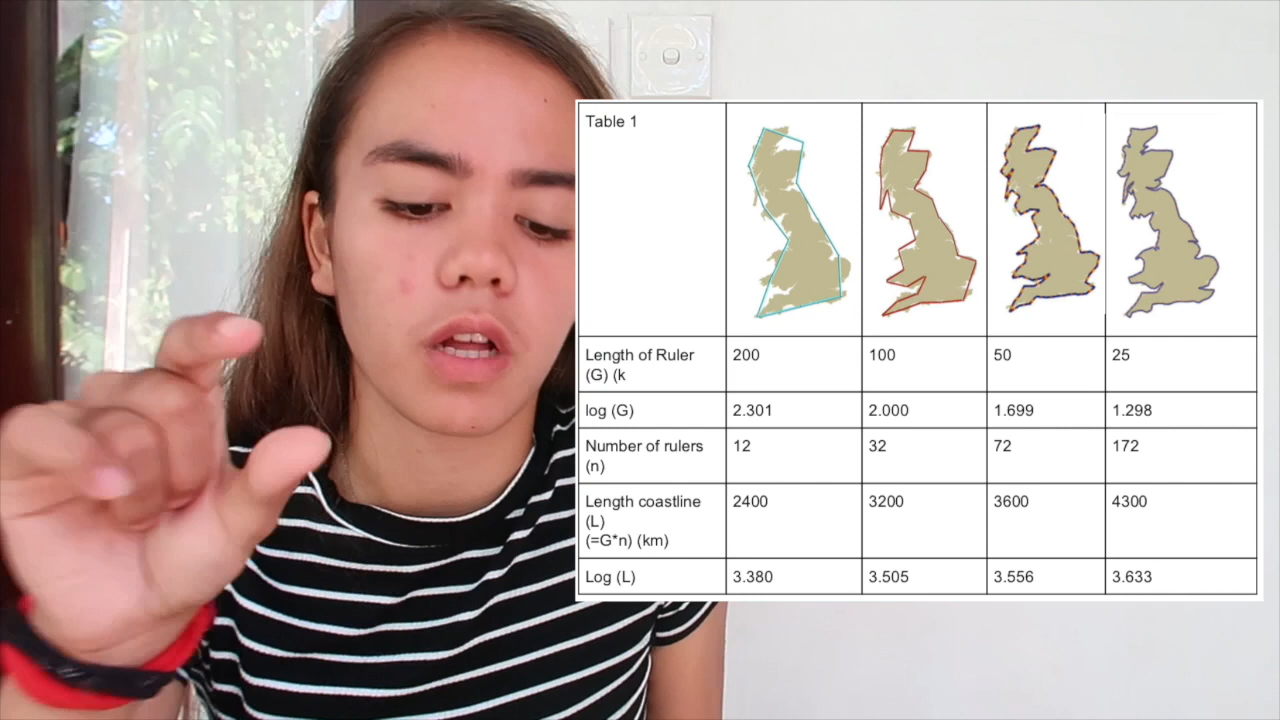 Table 1
Length of Ruler 200 100 50 25
(G) (k
log (G) 2.301 2.000 1.699 1.298
Number of rulers 12 32 72 172
(n)
Length coastline 2400 3200 3600 4300
(L)
(=G*n) (km)
Log (L) 3.380 3.505 3.556 3.633